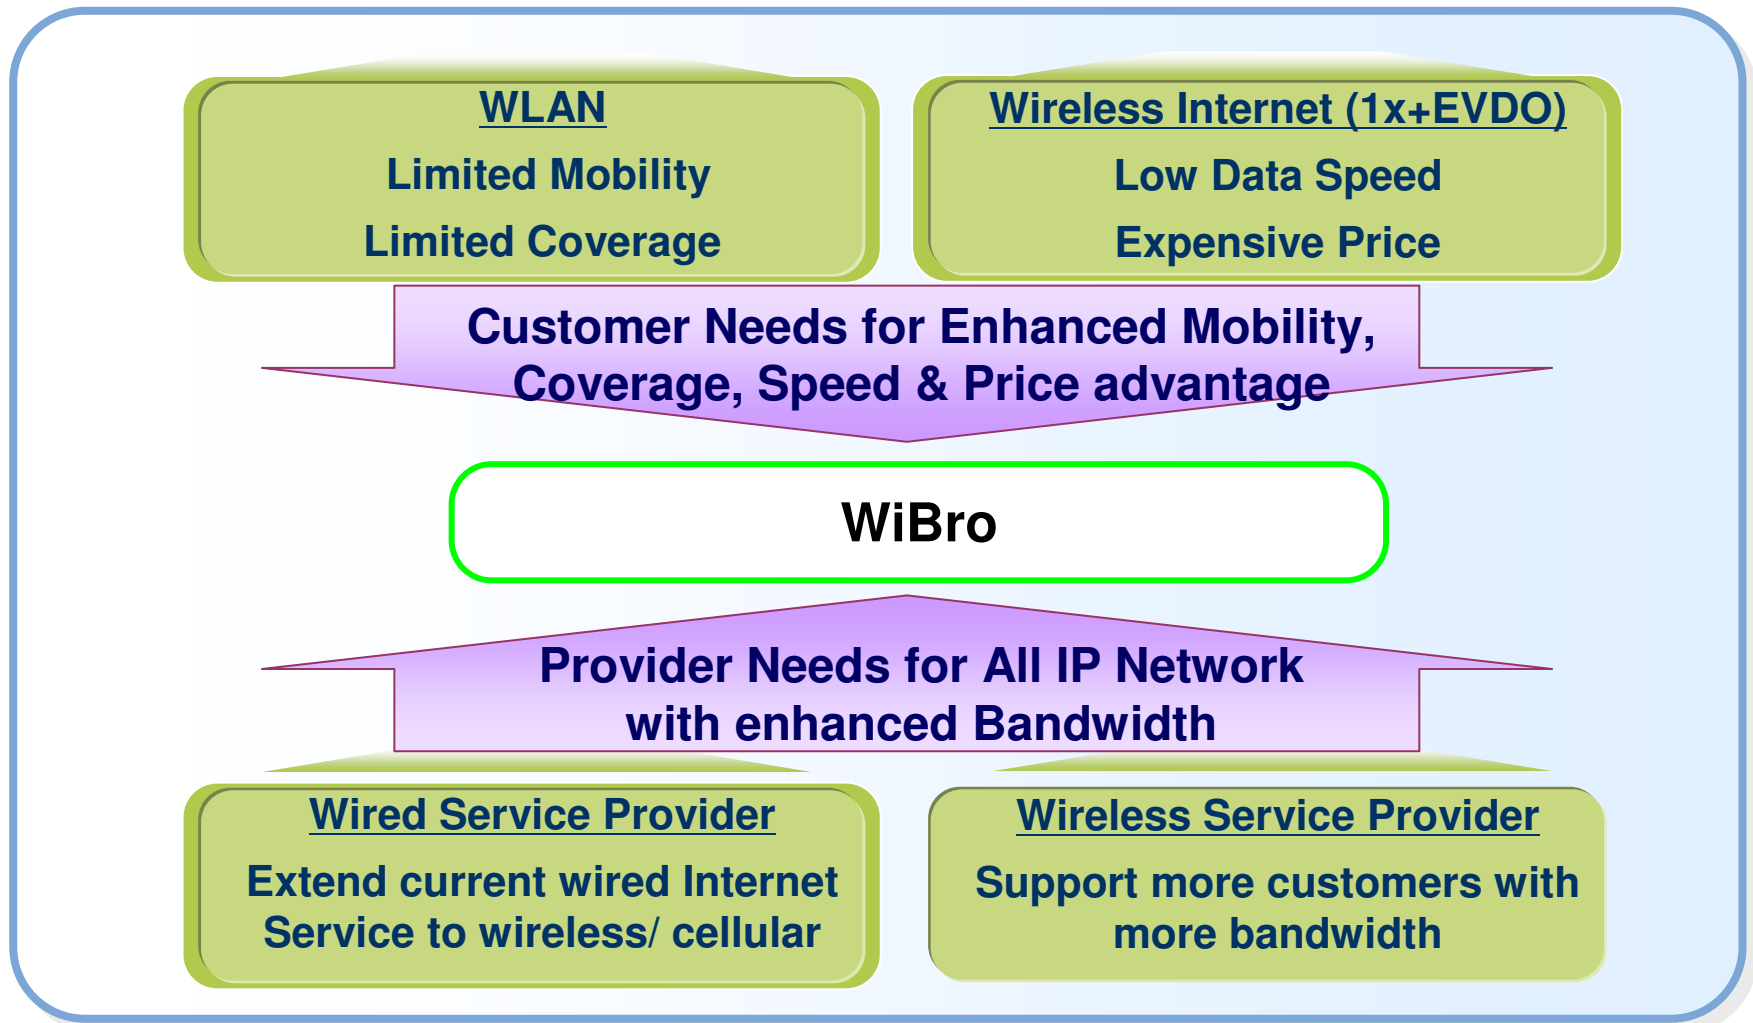 WLAN
Limited Mobility
Limited Coverage
Wireless Internet (1x+EVDO)
Low Data Speed
Expensive Price
Customer Needs for Enhanced Mobility,
Coverage, Speed & Price advantage
WiBro
Provider Needs for All IP Network
with enhanced Bandwidth
Wired Service Provider
Extend current wired Internet
Service to wireless/ cellular
Wireless Service Provider
Support more customers with
more bandwidth